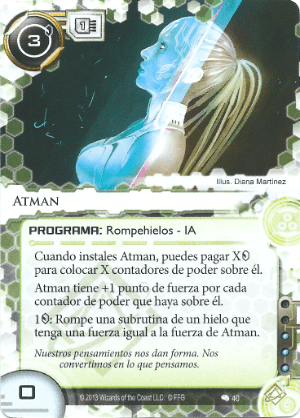 3
1
Illus. Diana Martinez
ATMAN
PROGRAMA: Rompehielos - IA
Cuando instales Atman, puedes pagar X
para colocar X contadores de poder sobre él.
Atman tiene +1 punto de fuerza por cada
contador de poder que haya sobre él.
1: Rompe una subrutina de un hielo que
tenga una fuerza igual a la fuerza de Atman.
Nuestros pensamientos nos dan forma. Nos
convertimos en lo que pensamos.
0
©2013 Wizards of the Coast LLC. © FFG 40